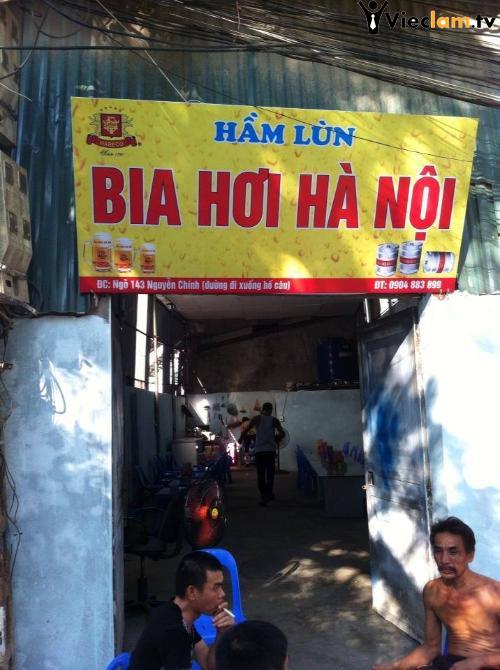 Vieclam.tv
HẦM LÙN
HABECO
BIA HƠI HÀ NỘI
ĐC: Ngõ 143 Nguyễn Chính (đường đi xuống hồ câu)
ĐT: 0904 883 899